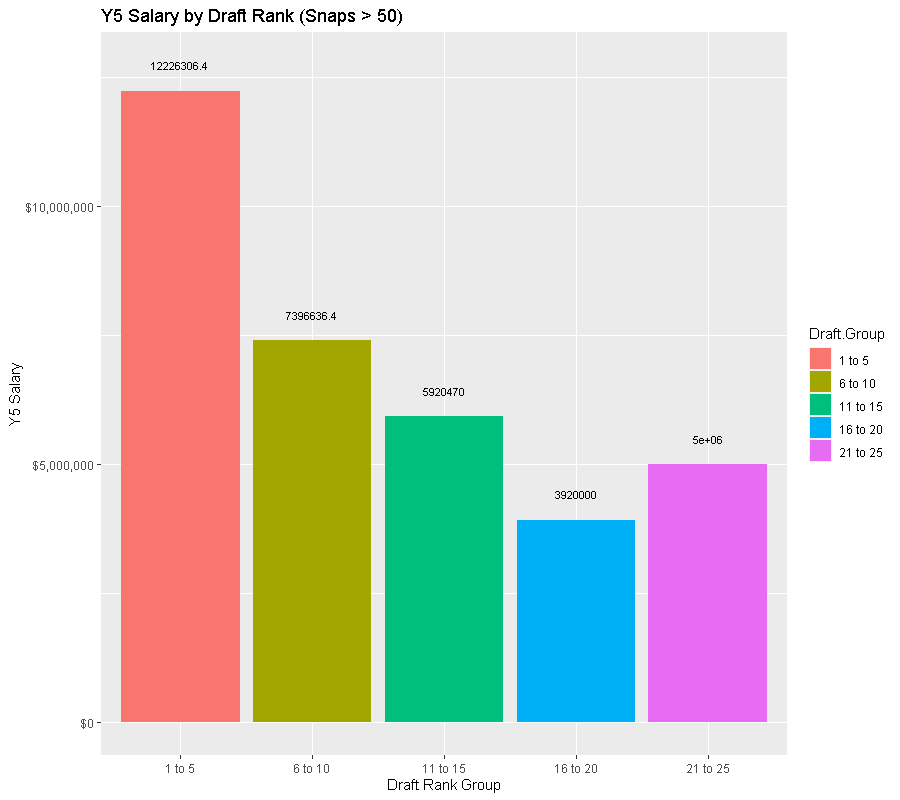 Y5 Salary by Draft Rank (Snaps > 50)
12226306.4
7396636.4
5920470
3920000
5e+06
$10,000,000
$5,000,000
$0
Y5 Salary
1 to 5
6 to 10
11 to 15
16 to 20
21 to 25
Draft Rank Group
Draft.Group
1 to 5
6 to 10
11 to 15
16 to 20
21 to 25